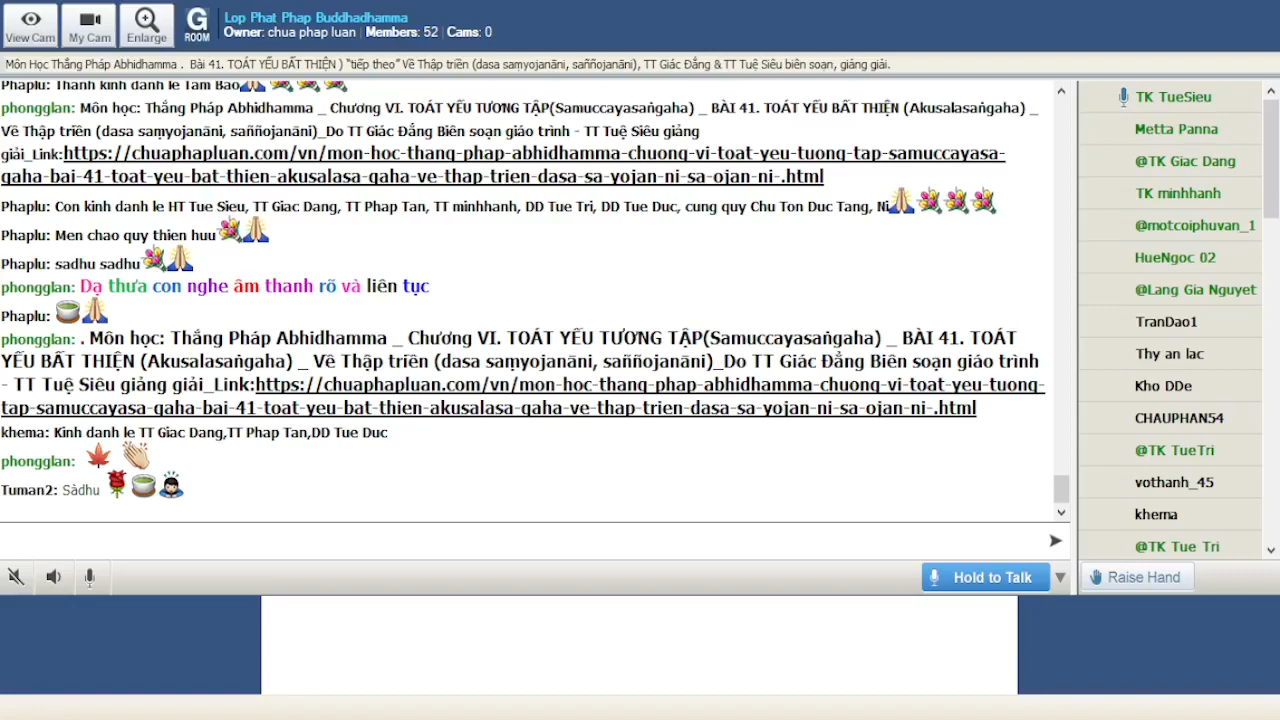 View Cam
My Cam
Enlarge
G
ROOM
Lop Phat Phap Buddhadhamma
Owner: chua phap luan | Members: 52 | Cams: 0
Môn Học Thắng Pháp Abhidhamma . Bài 41. TOÁT YẾU BẤT THIỆN ) “tiếp theo” Về Thập triền (dasa saṃyojanāni, saññojanāni), TT Giác Đẳng & TT Tuệ Siêu biên soạn, giảng giải.
Phaplu: Thanh kinh danh le Tam Bao
phongglan: Môn học: Thắng Pháp Abhidhamma _ Chương VI. TOÁT YẾU TƯƠNG TẬP(Samuccayasaṅgaha) _ BÀI 41. TOÁT YẾU BẤT THIỆN (Akusalasaṅgaha) _
Về Thập triền (dasa saṃyojanāni, saññojanāni)_Do TT Giác Đẳng Biên soạn giáo trình - TT Tuệ Siêu giảng
giải_Link:https://chuaphapluan.com/vn/mon-hoc-thang-phap-abhidhamma-chuong-vi-toat-yeu-tuong-tap-samuccayasa-
gaha-bai-41-toat-yeu-bat-thien-akusalasa-gaha-ve-thap-trien-dasa-sa-yojan-ni-sa-ojan-ni-.html
Phaplu: Con kinh danh le HT Tue Sieu, TT Giac Dang, TT Phap Tan, TT minhhanh, DD Tue Tri, DD Tue Duc, cung quy Chu Ton Duc Tang, Ni
Phaplu: Men chao quy thien huu
Phaplu: sadhu sadhu
phongglan: Dạ thưa con nghe âm thanh rõ và liên tục
Phaplu:
phongglan: . Môn học: Thắng Pháp Abhidhamma _ Chương VI. TOÁT YẾU TƯƠNG TẬP(Samuccayasaṅgaha) _ BÀI 41. TOÁT
YẾU BẤT THIỆN (Akusalasaṅgaha) _ Về Thập triền (dasa saṃyojanāni, saññojanāni)_Do TT Giác Đẳng Biên soạn giáo trình
- TT Tuệ Siêu giảng giải_Link:https://chuaphapluan.com/vn/mon-hoc-thang-phap-abhidhamma-chuong-vi-toat-yeu-tuong-
tap-samuccayasa-gaha-bai-41-toat-yeu-bat-thien-akusalasa-gaha-ve-thap-trien-dasa-sa-yojan-ni-sa-ojan-ni-.html
khema: Kinh danh le TT Giac Dang,TT Phap Tan,DD Tue Duc
phongglan:
Tuman2: Sàdhu
TK TueSieu
Metta Panna
@TK Giac Dang
TK minhhanh
@motcoiphuvan_1
HueNgoc 02
@Lang Gia Nguyet
TranDao1
Thy an lac
Kho DDe
CHAUPHAN54
@TK TueTri
vothanh_45
khema
@TK Tue Tri
Hold to Talk
Raise Hand